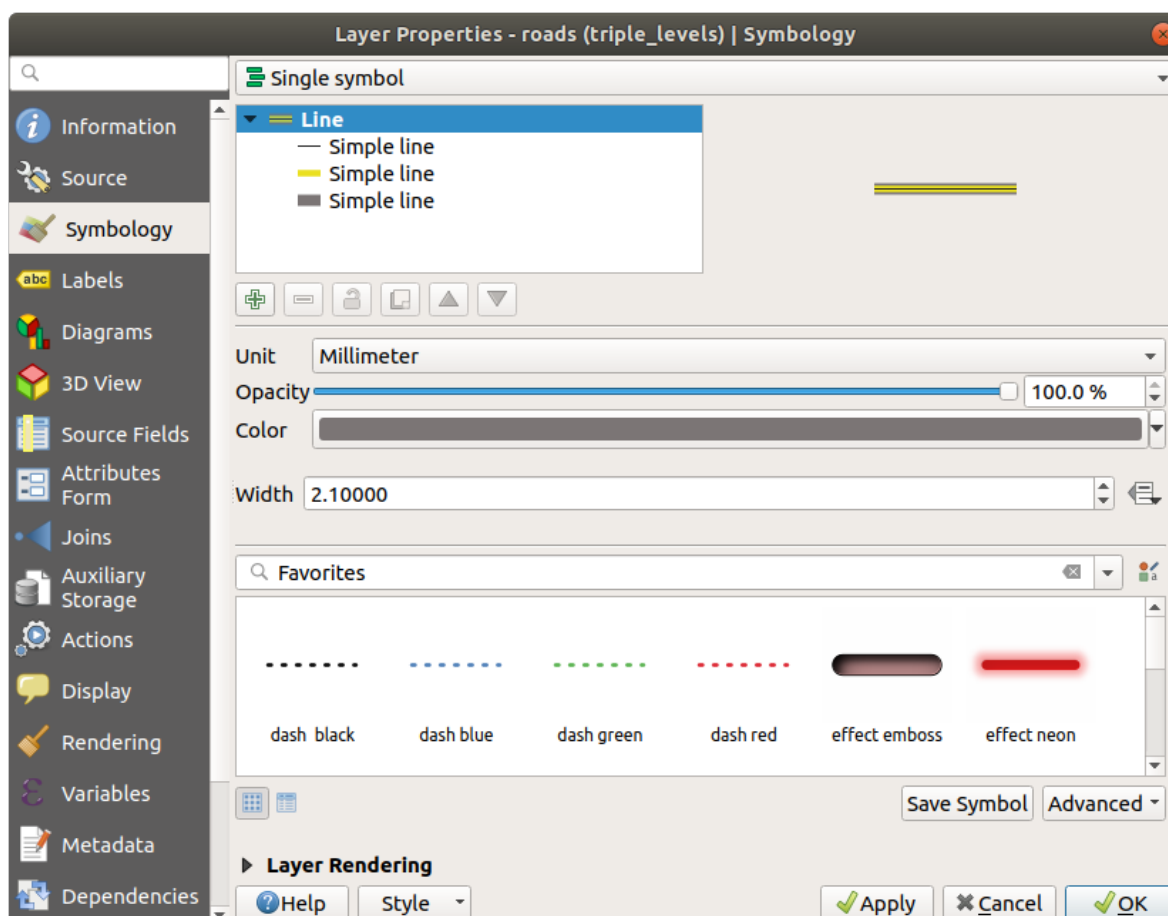 Layer Properties - roads (triple_levels) | Symbology
Information
Source
Symbology
abc Labels
Diagrams
3D View
Source Fields
Attributes
Form
Joins
Auxiliary
Storage
Actions
Display
Rendering
Variables
Metadata
Dependencies
Single symbol
Line
Simple line
Simple line
Simple line
Unit Millimeter
Opacity 100.0 %
Color
Width 2.10000
Favorites
dash black dash blue dash green dash red effect emboss effect neon
Save Symbol Advanced
Layer Rendering
Help Style Apply Cancel OK